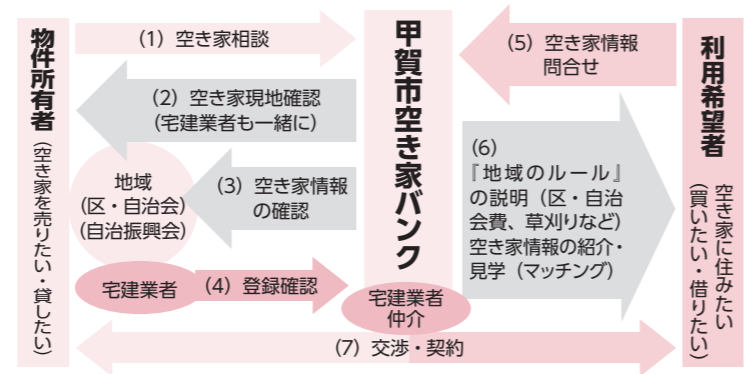 物件所有者
（空き家を売りたい・貸したい）
(1) 空き家相談
(2) 空き家現地確認
（宅建業者も一緒に）
地域
（区・自治会）
（自治振興会）
(3) 空き家情報
の確認
宅建業者
(4) 登録確認
甲賀市空き家バンク
宅建業者
仲介
(5) 空き家情報
問合せ
(6)
『地域のルール』
の説明（区・自治
会費、草刈りなど）
空き家情報の紹介・
見学（マッチング）
(7) 交渉・契約
利用希望者
空き家に住みたい
（買いたい・借りたい）